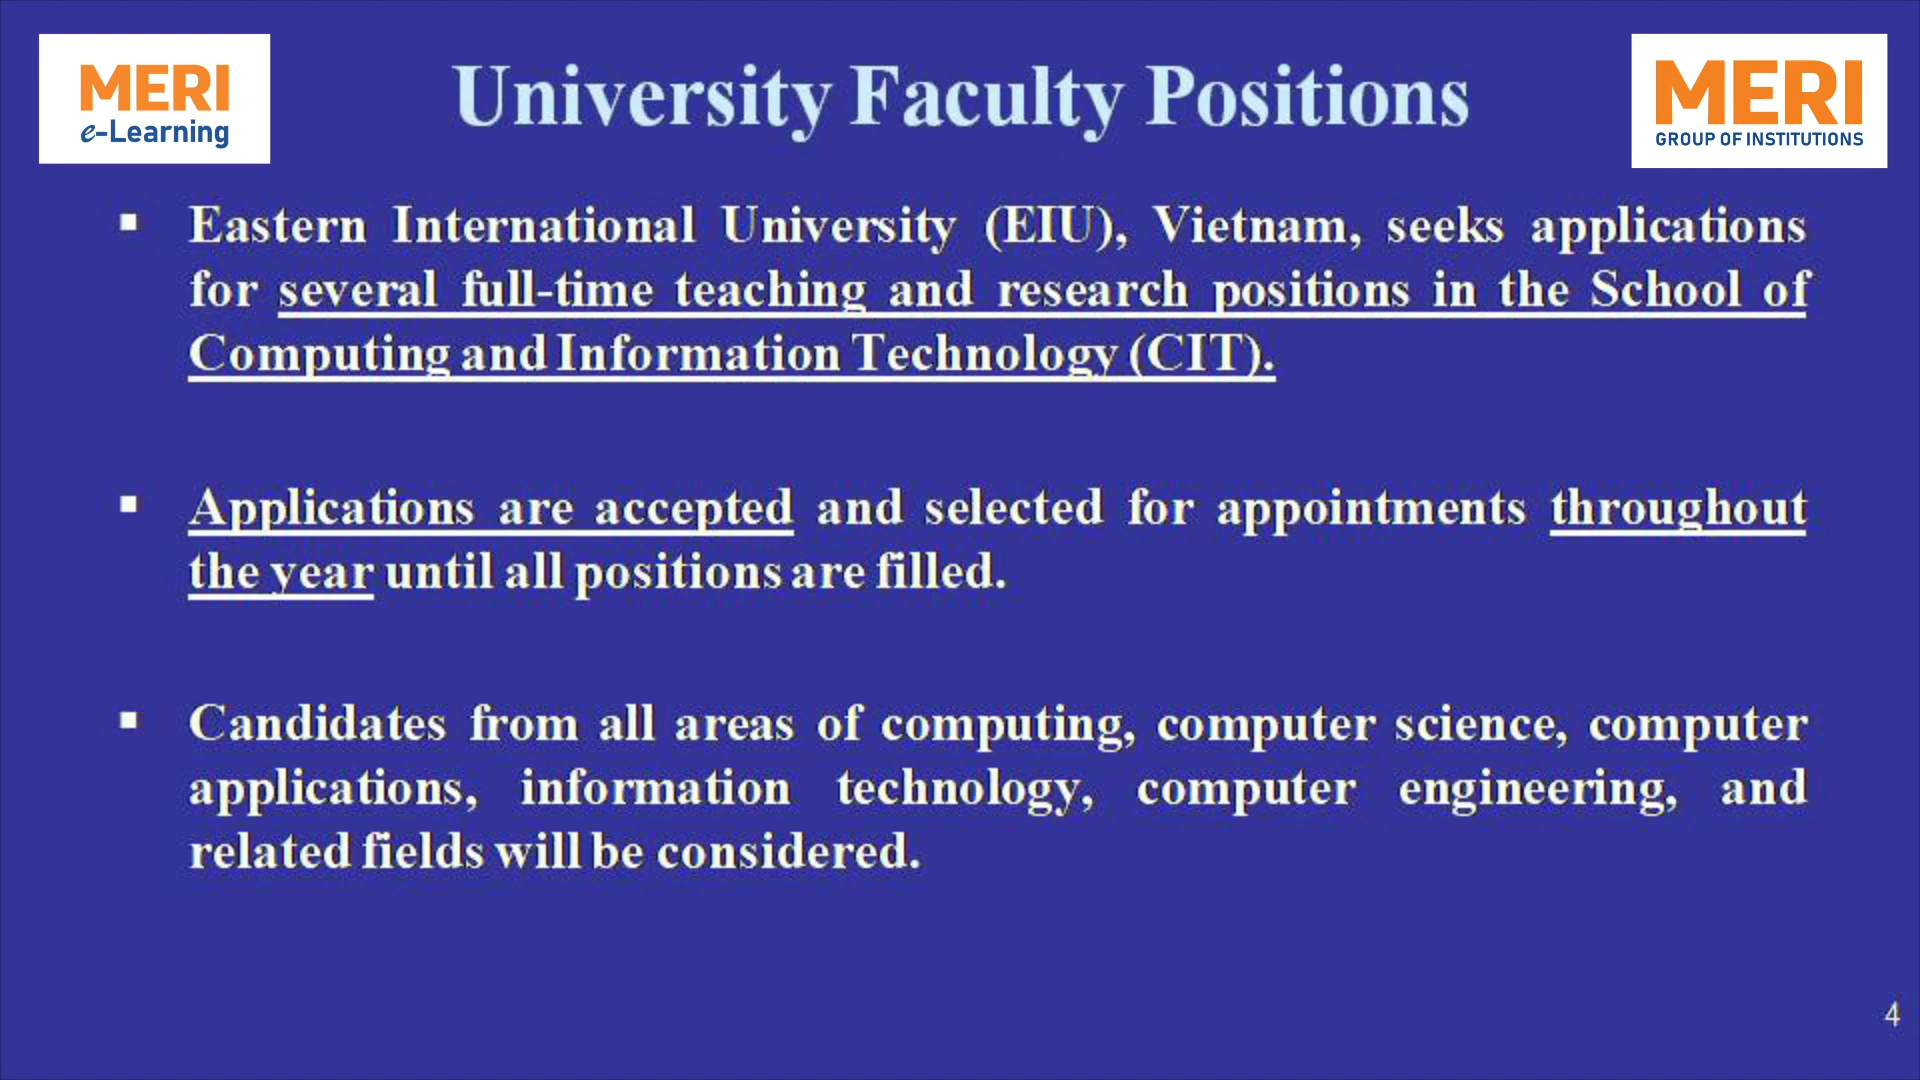 MERI
e-Learning
University Faculty Positions
MERI
GROUP OF INSTITUTIONS
▪ Eastern International University (EIU), Vietnam, seeks applications
for several full-time teaching and research positions in the School of
Computing and Information Technology (CIT).
▪ Applications are accepted and selected for appointments throughout
the year until all positions are filled.
▪ Candidates from all areas of computing, computer science, computer
applications, information technology, computer engineering, and
related fields will be considered.
4